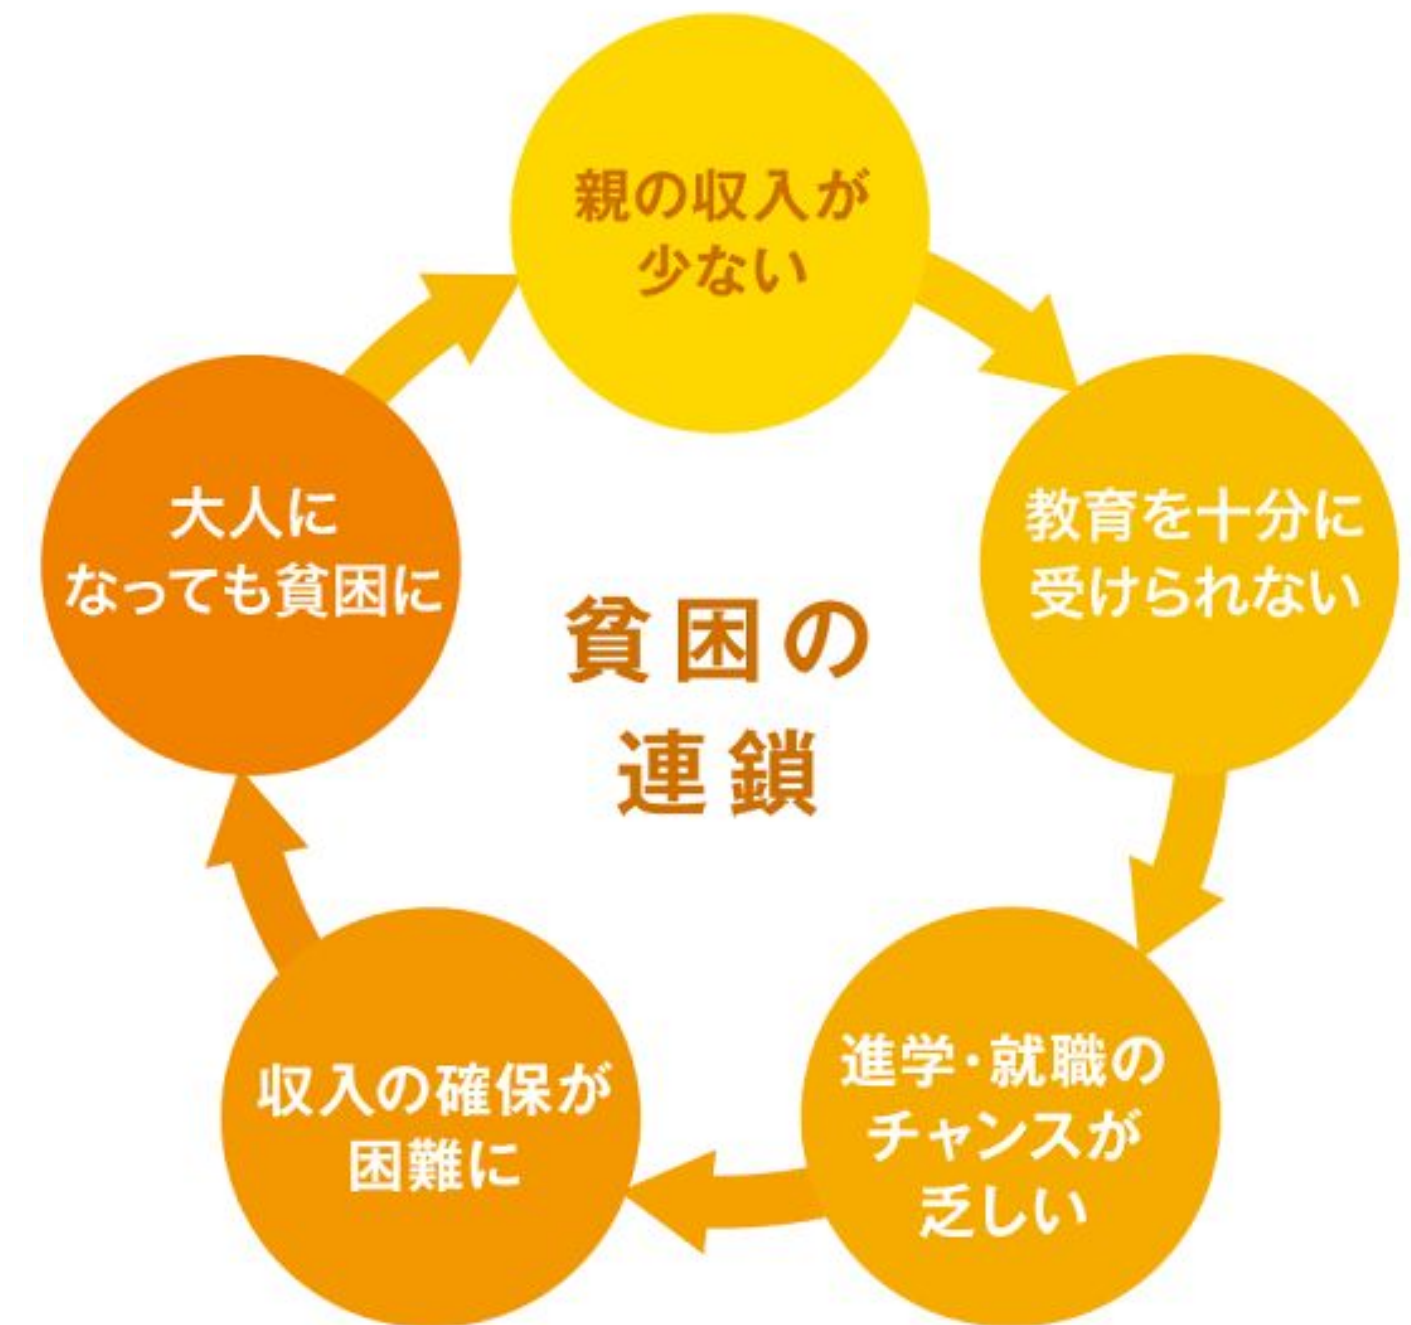 親の収入が
少ない
教育を十分に
受けられない
進学・就職の
チャンスが
乏しい
収入の確保が
困難に
大人に
なっても貧困に
貧困の
連鎖